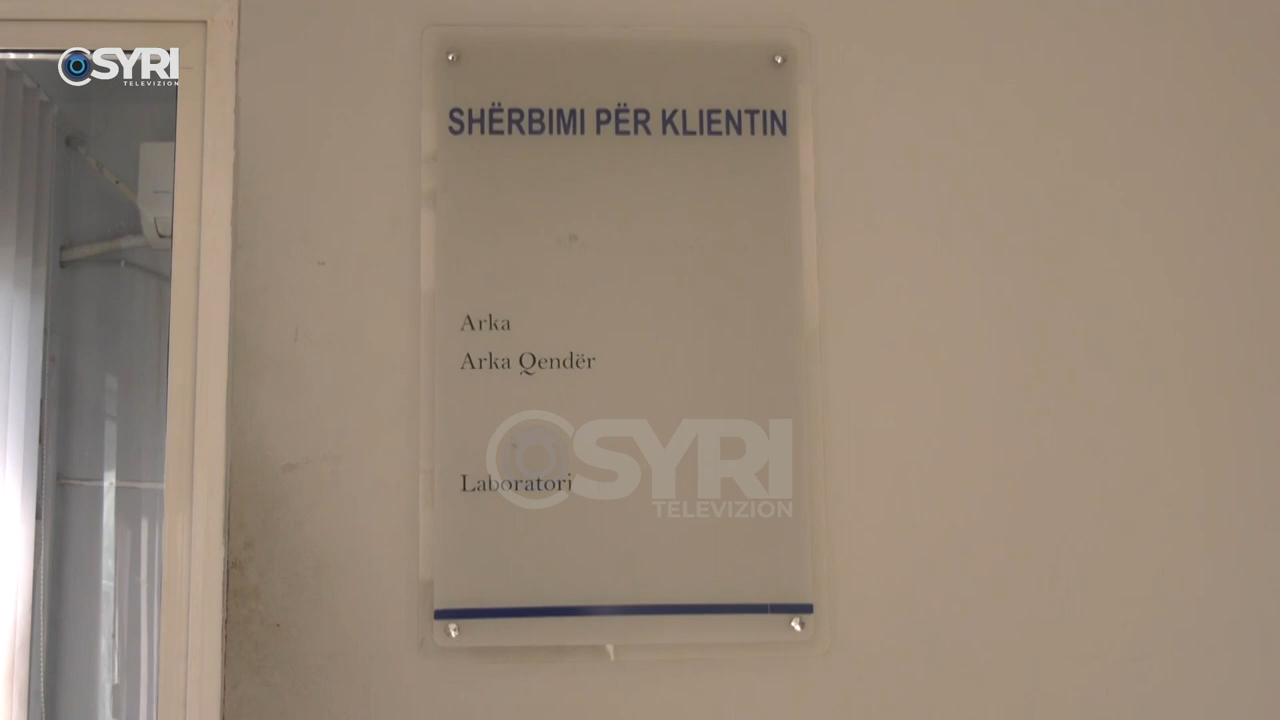 SYRI
TELEVIZION
SHËRBIMI PËR KLIENTIN
Arka
Arka Qendër
Laboratori
SYRI
TELEVIZION